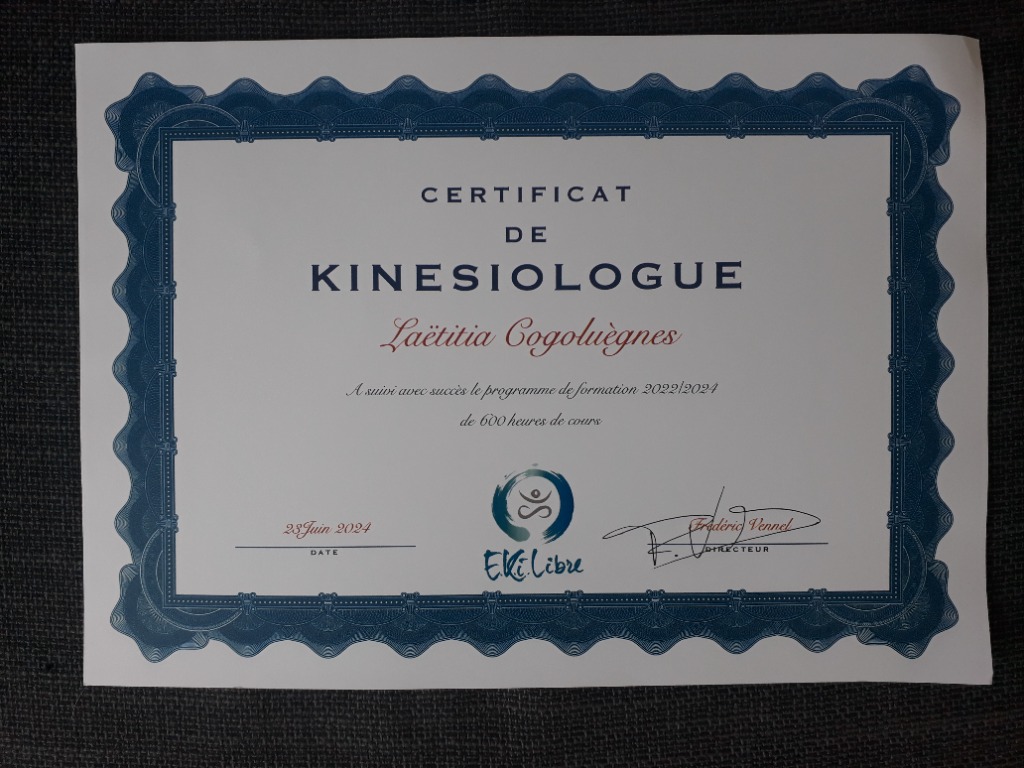 CERTIFICAT
DE
KINESIOLOGUE
Laëtitia Cogoluègnes
A suivi avec succès le programme de formation 2022/2024
de 600 heures de cours
23 Juin 2024
DATE
E.Ki.Libre
Frédéric Vennel
DIRECTEUR
F. V